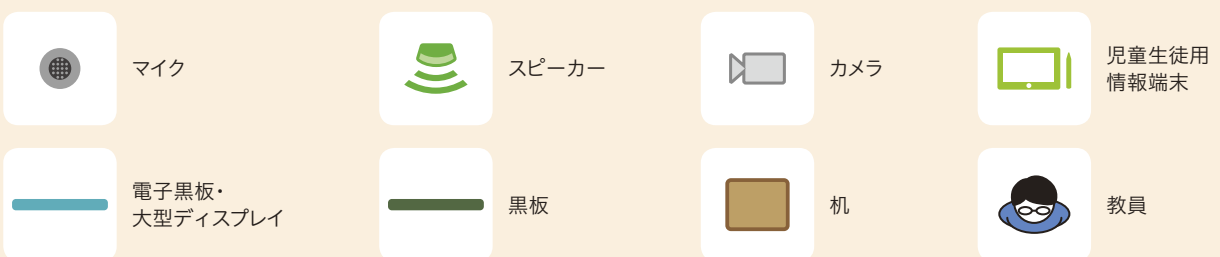 マイク
スピーカー
カメラ
児童生徒用
情報端末
電子黒板・
大型ディスプレイ
黒板
机
教員